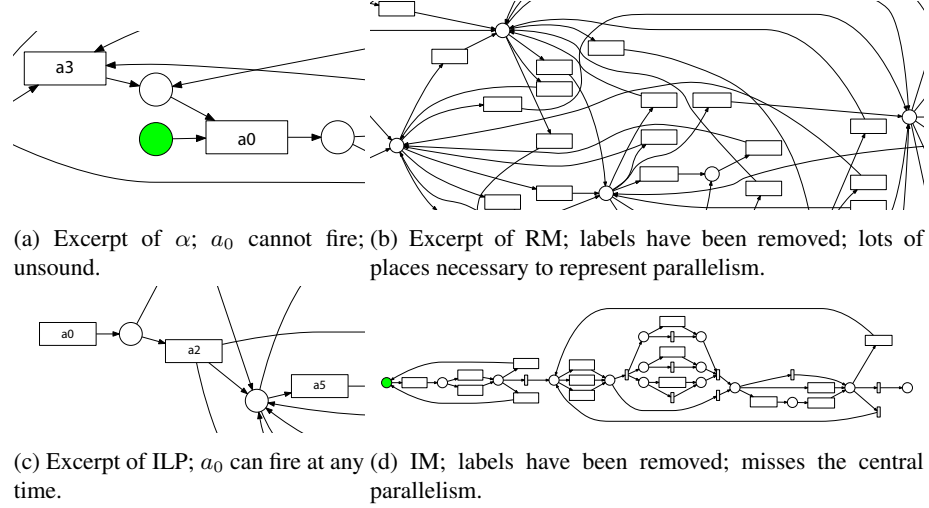 a3
a0
(a) Excerpt of α; a0 cannot fire;
unsound.
(b) Excerpt of RM; labels have been removed; lots of
places necessary to represent parallelism.
a0
a2
a5
(c) Excerpt of ILP; a0 can fire at any
time.
(d) IM; labels have been removed; misses the central
parallelism.